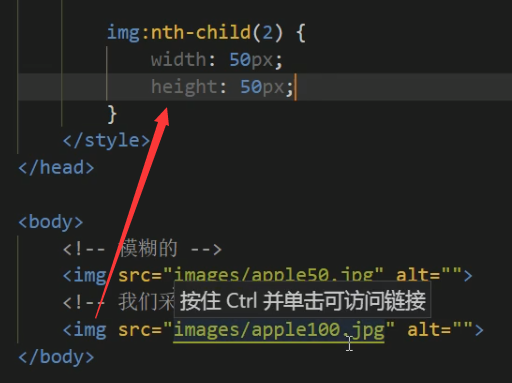 img:nth-child(2) {
width: 50px;
height: 50px;
}
</style>
</head>
<body>
<!-- 模糊的 -->
<img src="images/apple50.jpg" alt="">
<!-- 我们采
按住 Ctrl 并单击可访问链接
<img src="images/apple100.jpg" alt="">
</body>